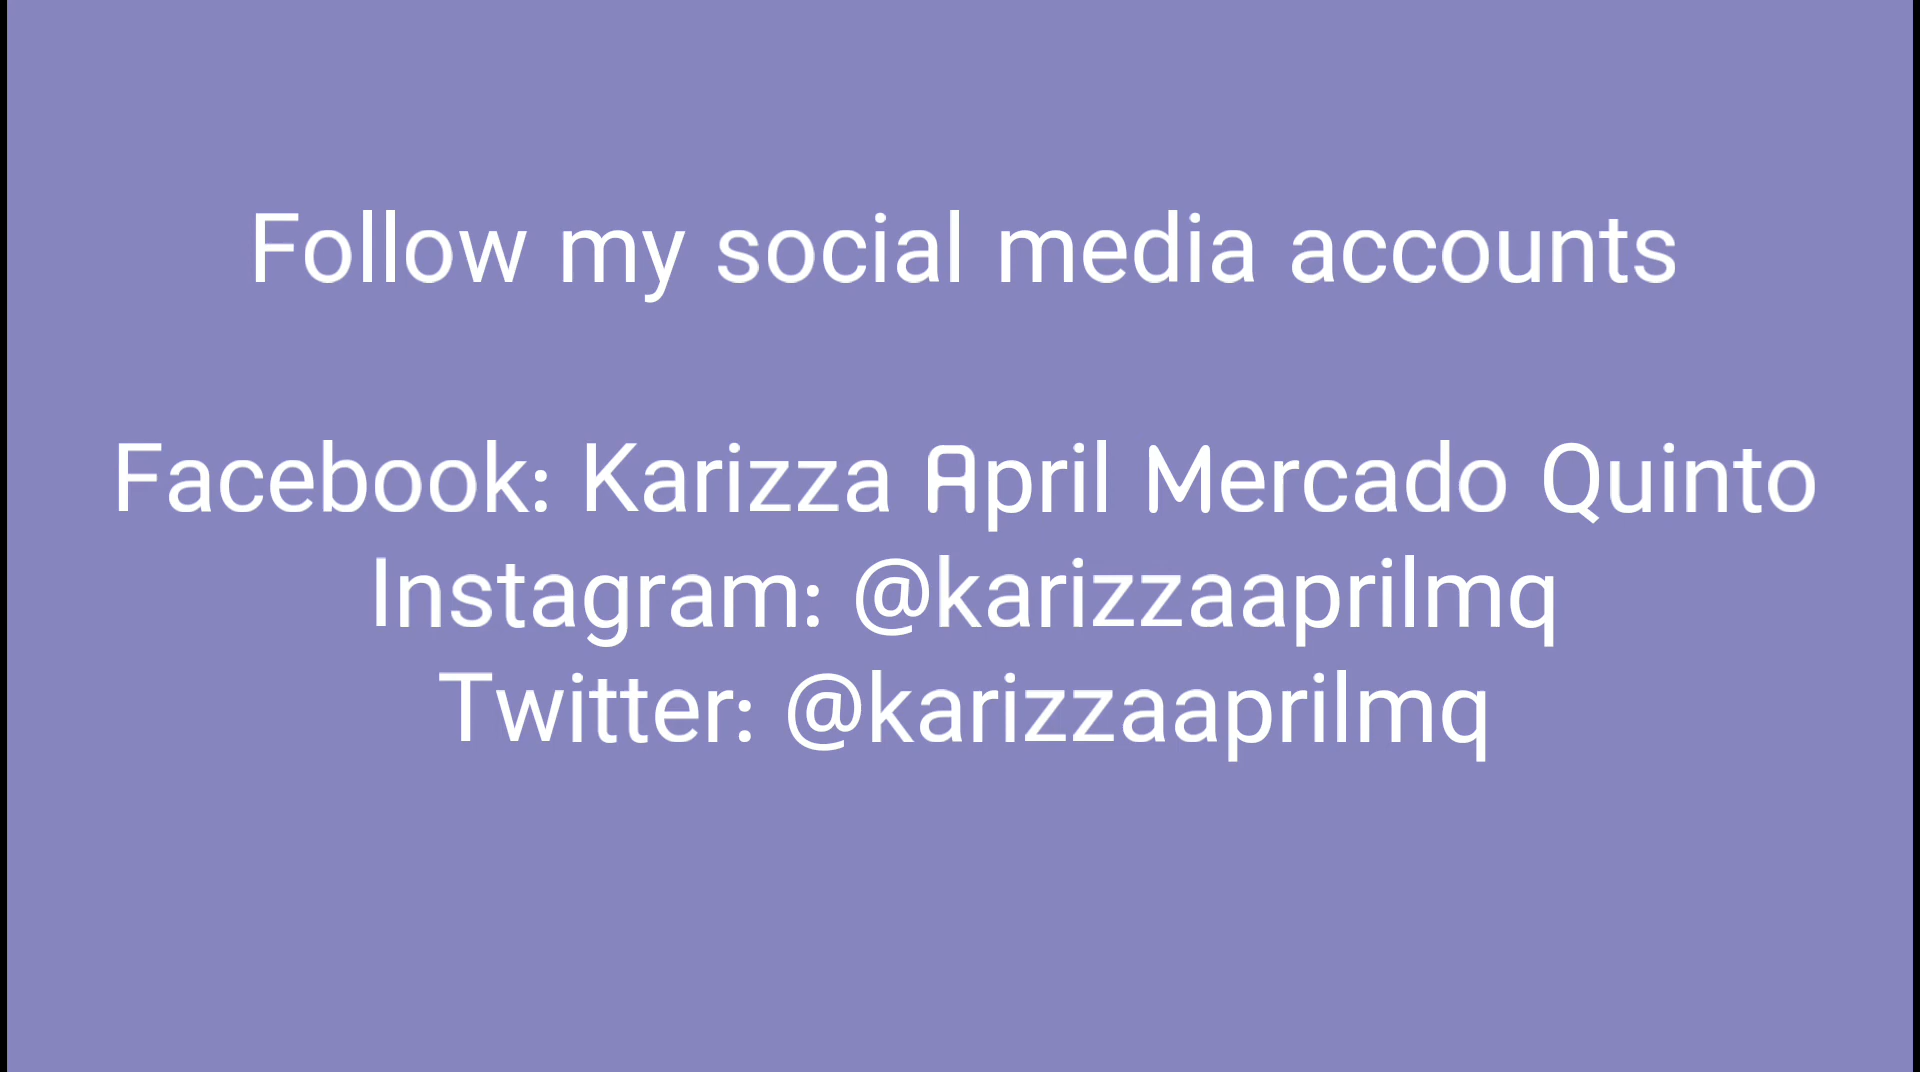 Follow my social media accounts
Facebook: Karizza April Mercado Quinto
Instagram: @karizzaaprilmq
Twitter: @karizzaaprilmq